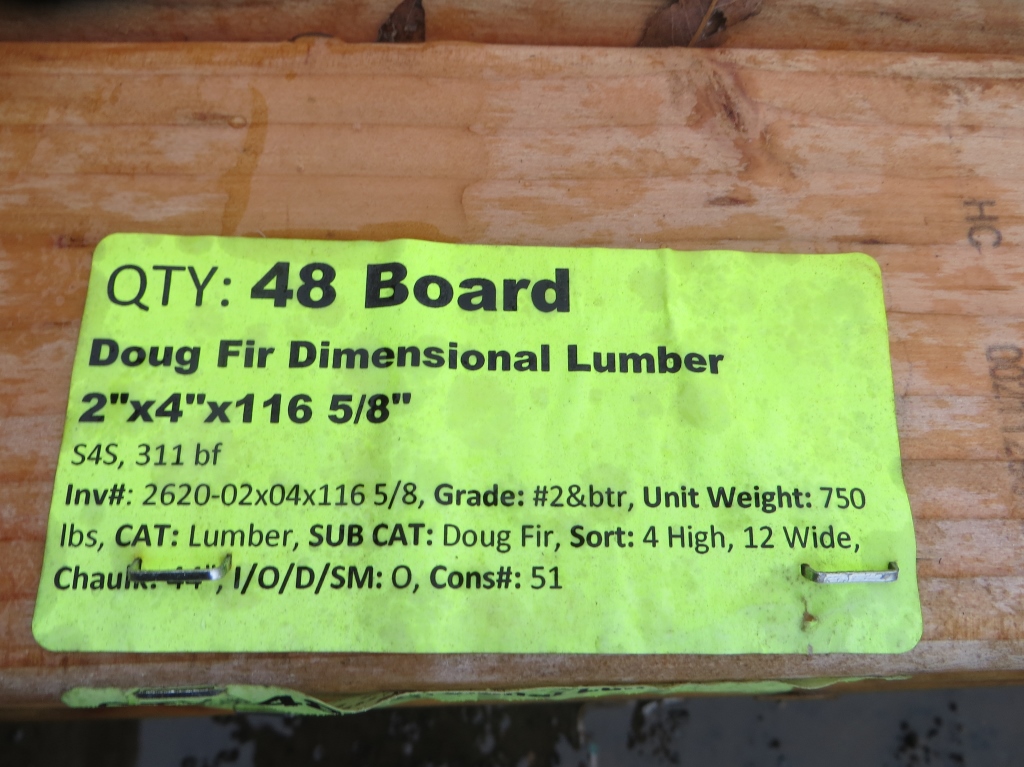 QTY: 48 Board
Doug Fir Dimensional Lumber
2"x4"x116 5/8"
S4S, 311 bf
Inv#: 2620-02x04x116 5/8, Grade: #2&btr, Unit Weight: 750
lbs, CAT: Lumber, SUB CAT: Doug Fir, Sort: 4 High, 12 Wide,
Chaulk: 44", I/O/D/SM: O, Cons#: 51
HC